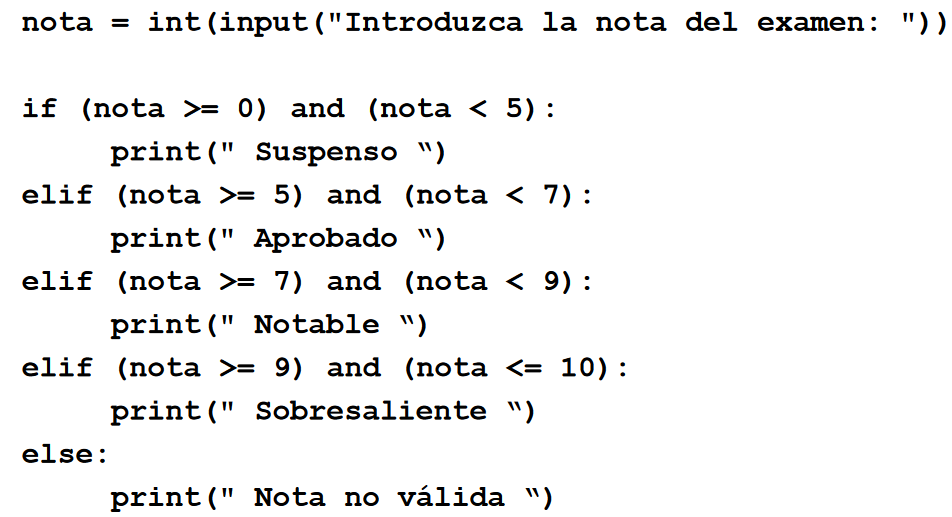 nota = int(input("Introduzca la nota del examen: "))
if (nota >= 0) and (nota < 5):
print(" Suspenso “)
elif (nota >= 5) and (nota < 7):
print(" Aprobado “)
elif (nota >= 7) and (nota < 9):
print(" Notable “)
elif (nota >= 9) and (nota <= 10):
print(" Sobresaliente “)
else:
print(" Nota no válida “)